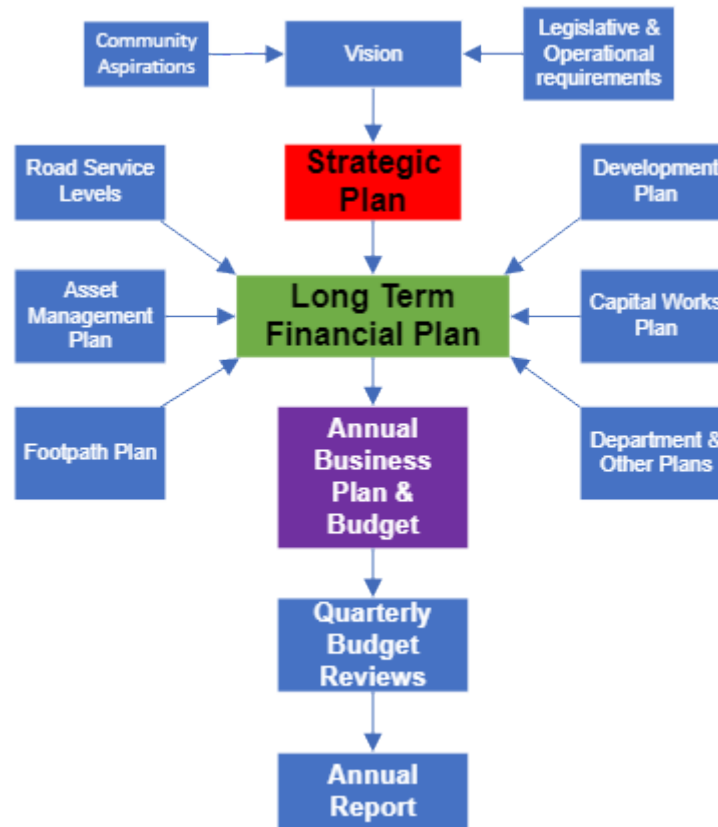 Community
Aspirations
Vision
Legislative &
Operational
requirements
Road Service
Levels
Strategic
Plan
Development
Plan
Asset
Management
Plan
Long Term
Financial Plan
Capital Works
Plan
Footpath Plan
Annual
Business
Plan &
Budget
Department &
Other Plans
Quarterly
Budget
Reviews
Annual
Report